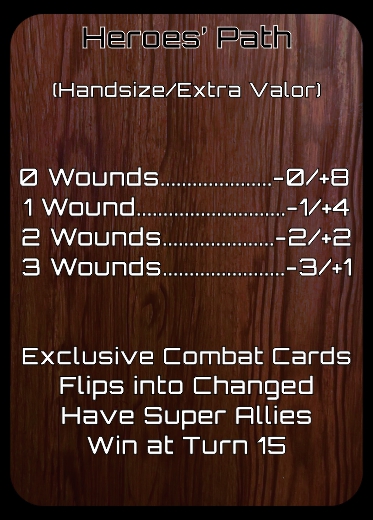 Heroes' Path
(Handsize/Extra Valor)
0 Wounds.....................-0/+8
1 Wound............................-1/+4
2 Wounds.....................-2/+2
3 Wounds.......................-3/+1
Exclusive Combat Cards
Flips into Changed
Have Super Allies
Win at Turn 15